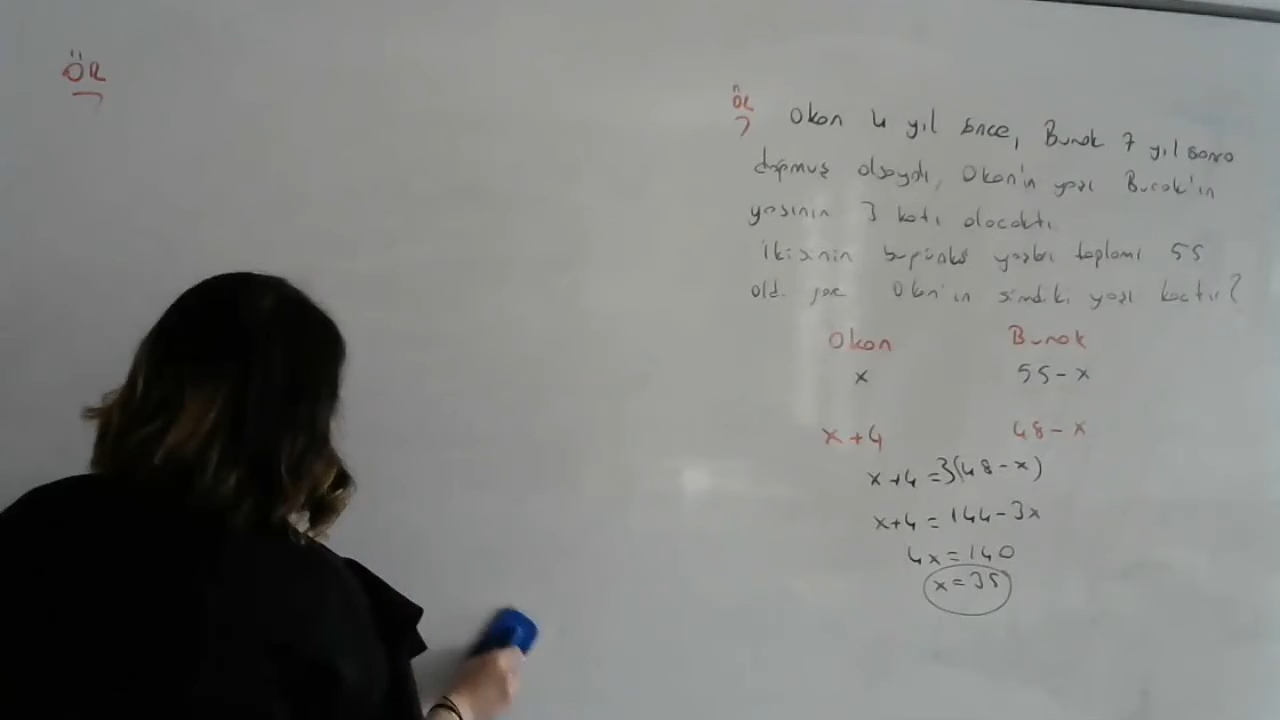 ÖR
ÖR
Okan 4 yıl önce, Burak 7 yıl sonra
doğmuş olsaydı, Okan'ın yaşı Burak'ın
yaşının 3 katı olacaktı.
İkisinin bugünkü yaşları toplamı 55
old. göre Okan'ın şimdiki yaşı kaçtır?
Okan Burak
x 55-x
x+4 48-x
x+4=3(48-x)
x+4=144-3x
4x=140
x=35